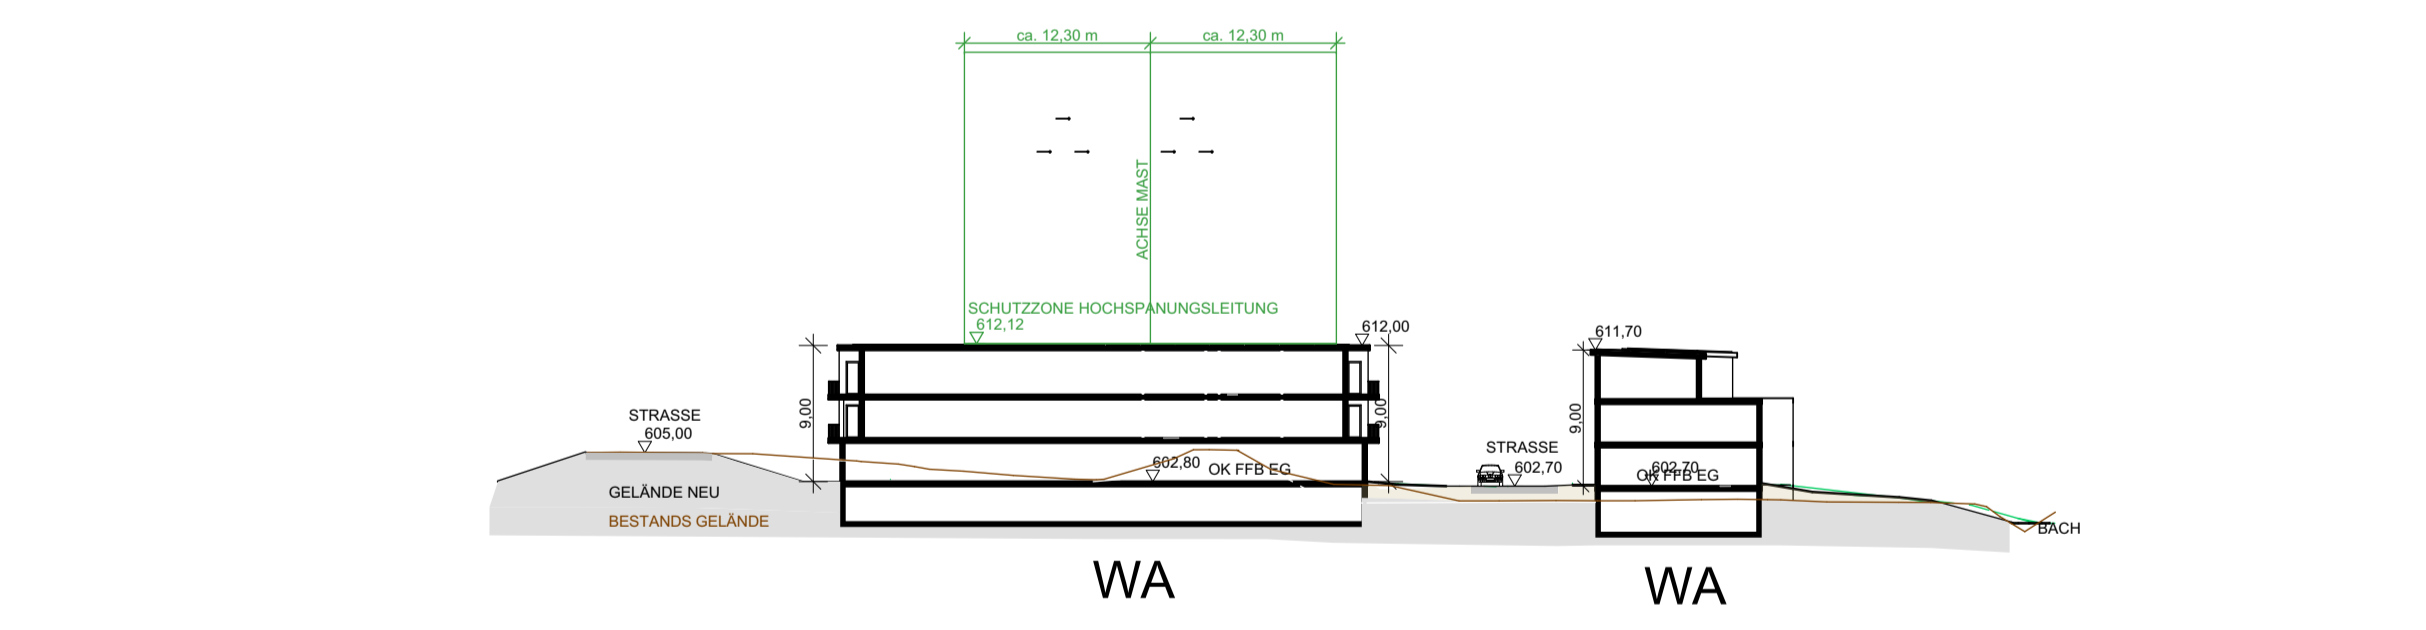 ca. 12,30 m
ca. 12,30 m
ACHSE MAST
SCHUTZZONE HOCHSPANUNGSLEITUNG
612,12
612,00
611,70
9,00
9,00
9,00
STRASSE
605,00
STRASSE
602,70
602,80
OK FFB EG
602,70
OK FFB EG
GELÄNDE NEU
BESTANDS GELÄNDE
BACH
WA
WA